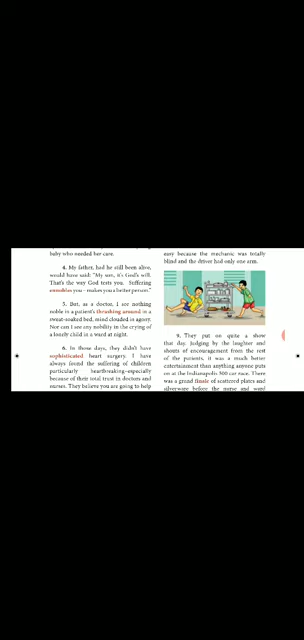 baby who needed her care.
4. My father, had he still been alive,
would have said: "My son, it's God's will.
That's the way God tests you. Suffering
ennobles you – makes you a better person."
5. But, as a doctor, I see nothing
noble in a patient's thrashing around in a
sweat-soaked bed, mind clouded in agony.
Nor can I see any nobility in the crying of
a lonely child in a ward at night.
6. In those days, they didn't have
sophisticated heart surgery. I have
always found the suffering of children
particularly heartbreaking–especially
because of their total trust in doctors and
nurses. They believe you are going to help
easy because the mechanic was totally
blind and the driver had only one arm.
9. They put on quite a show
that day. Judging by the laughter and
shouts of encouragement from the rest
of the patients, it was a much better
entertainment than anything anyone puts
on at the Indianapolis 500 car race. There
was a grand finale of scattered plates and
silverware before the nurse and ward